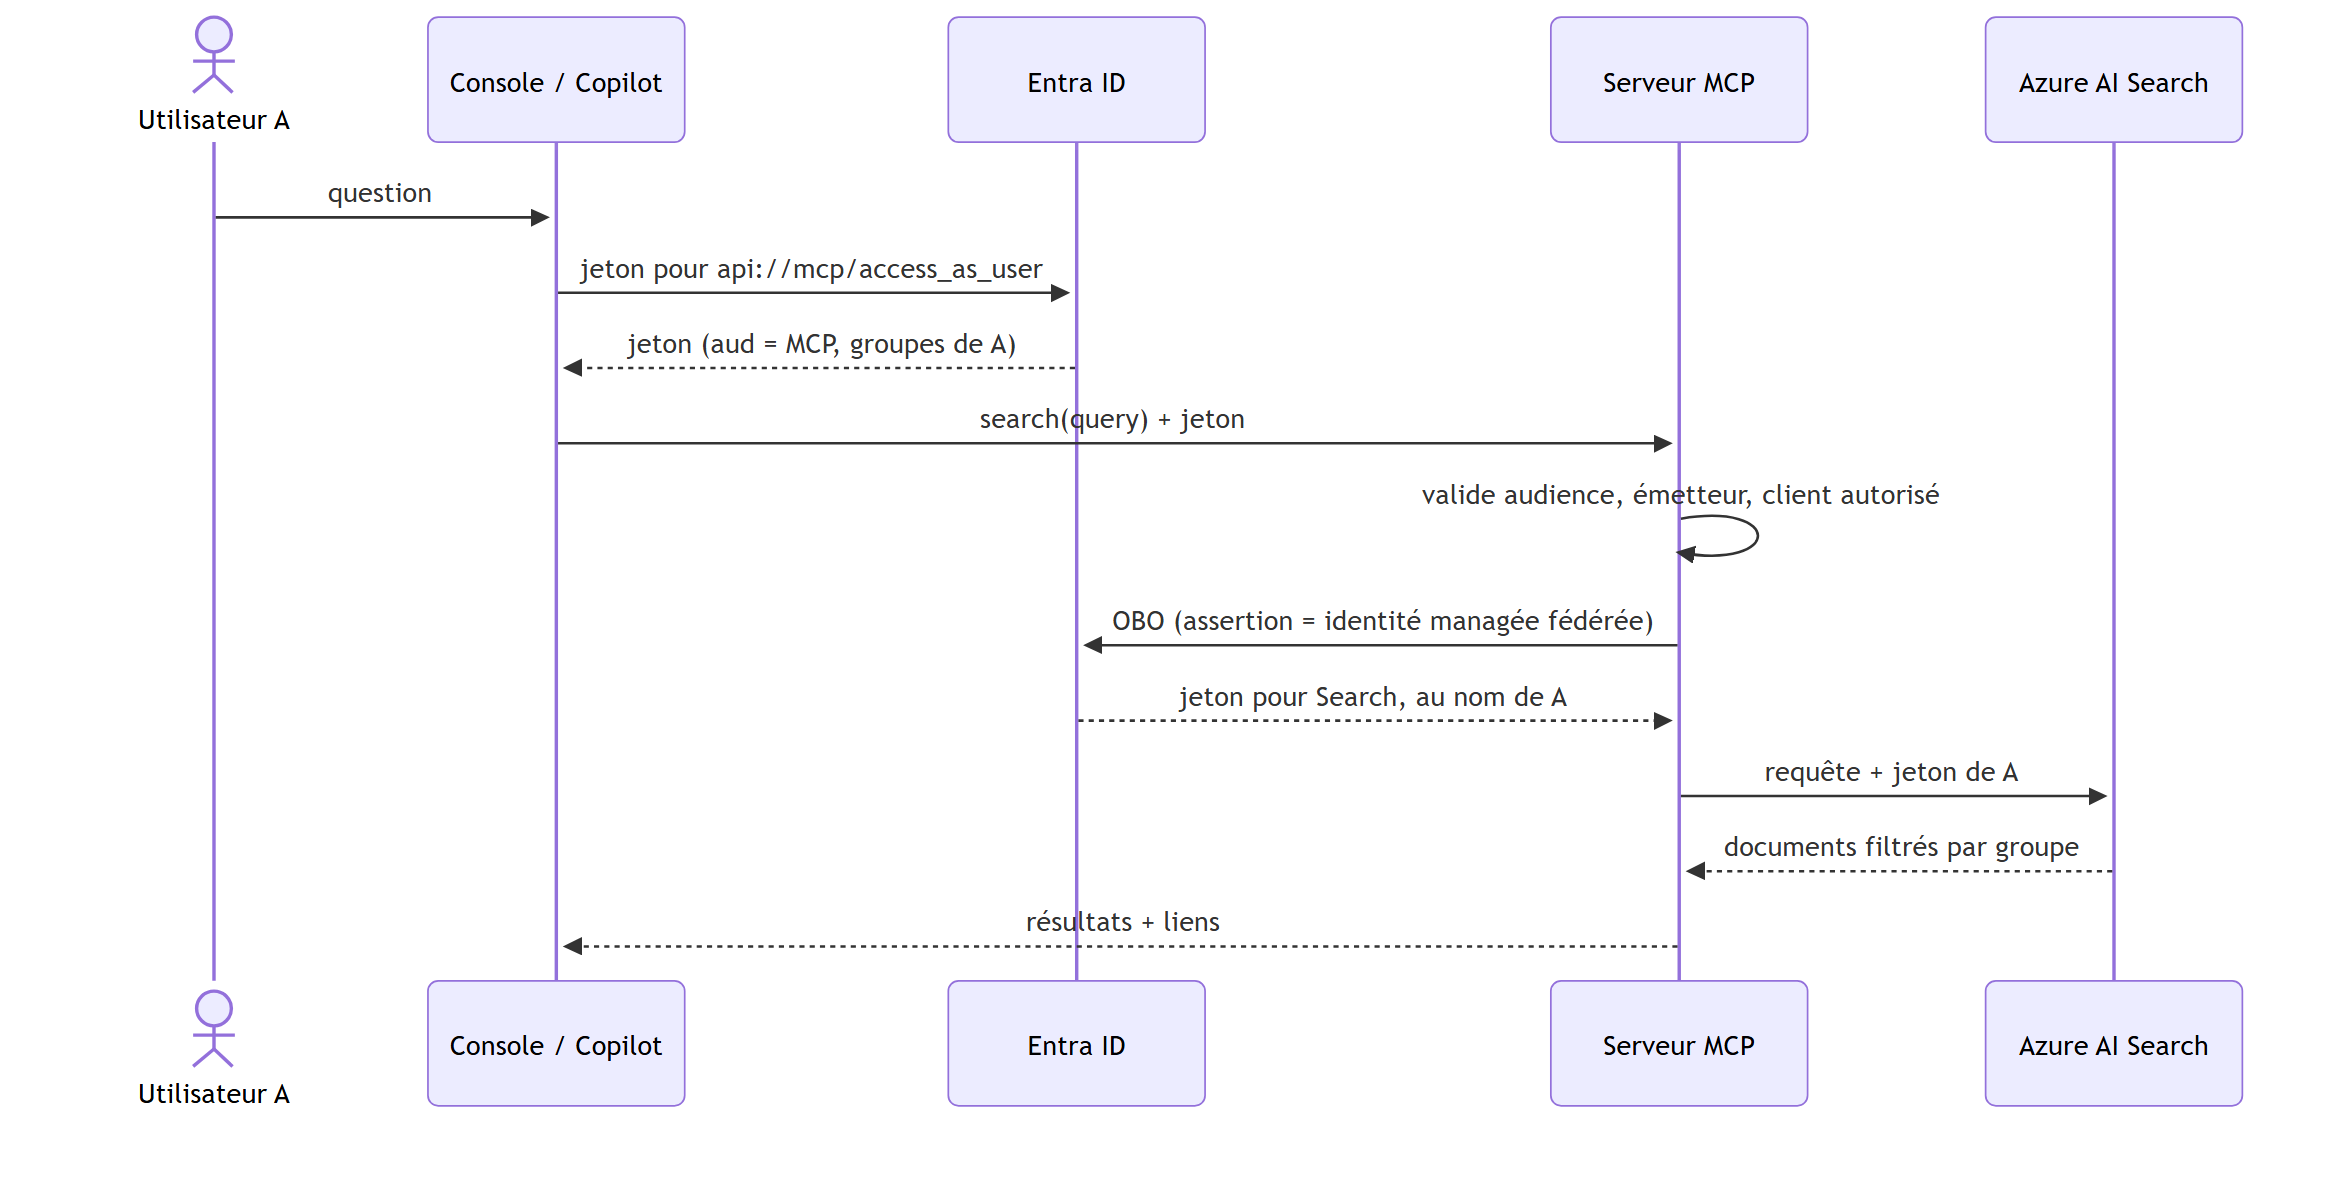 Utilisateur A
Console / Copilot
Entra ID
Serveur MCP
Azure AI Search
question
jeton pour api://mcp/access_as_user
jeton (aud = MCP, groupes de A)
search(query) + jeton
valide audience, émetteur, client autorisé
OBO (assertion = identité managée fédérée)
jeton pour Search, au nom de A
requête + jeton de A
documents filtrés par groupe
résultats + liens
Utilisateur A
Console / Copilot
Entra ID
Serveur MCP
Azure AI Search